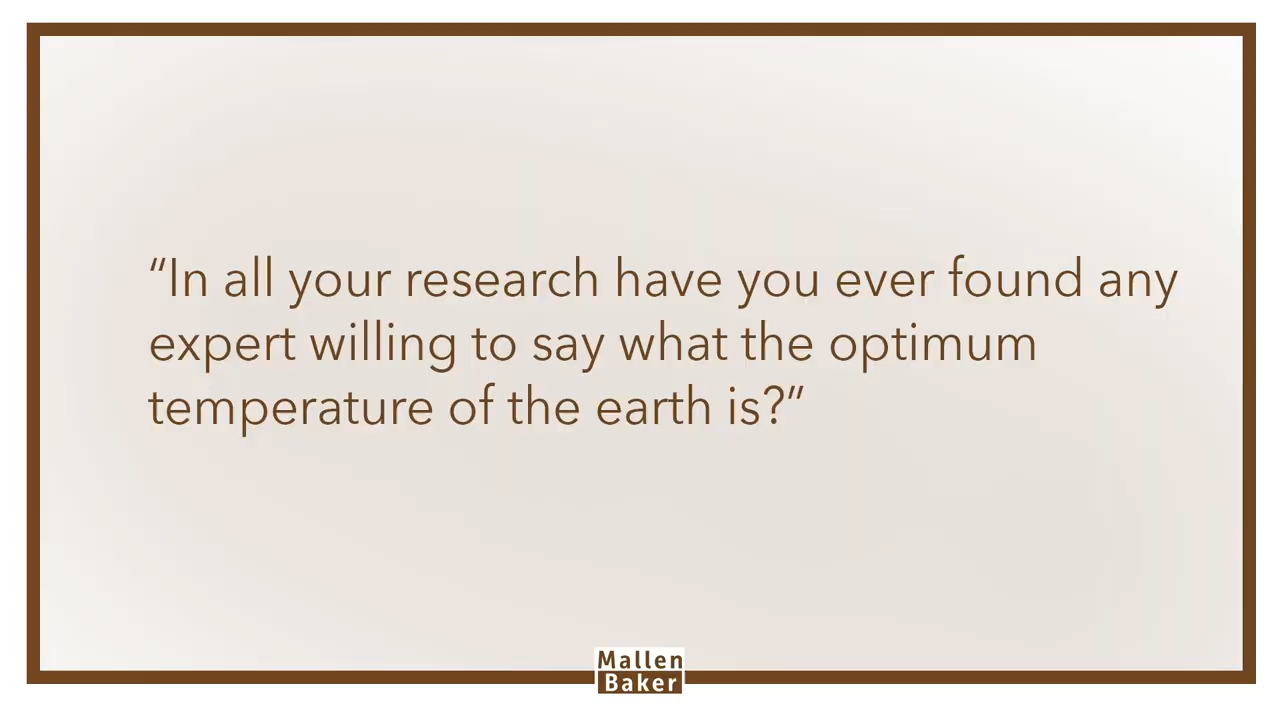 “In all your research have you ever found any
expert willing to say what the optimum
temperature of the earth is?”
Mallen
Baker